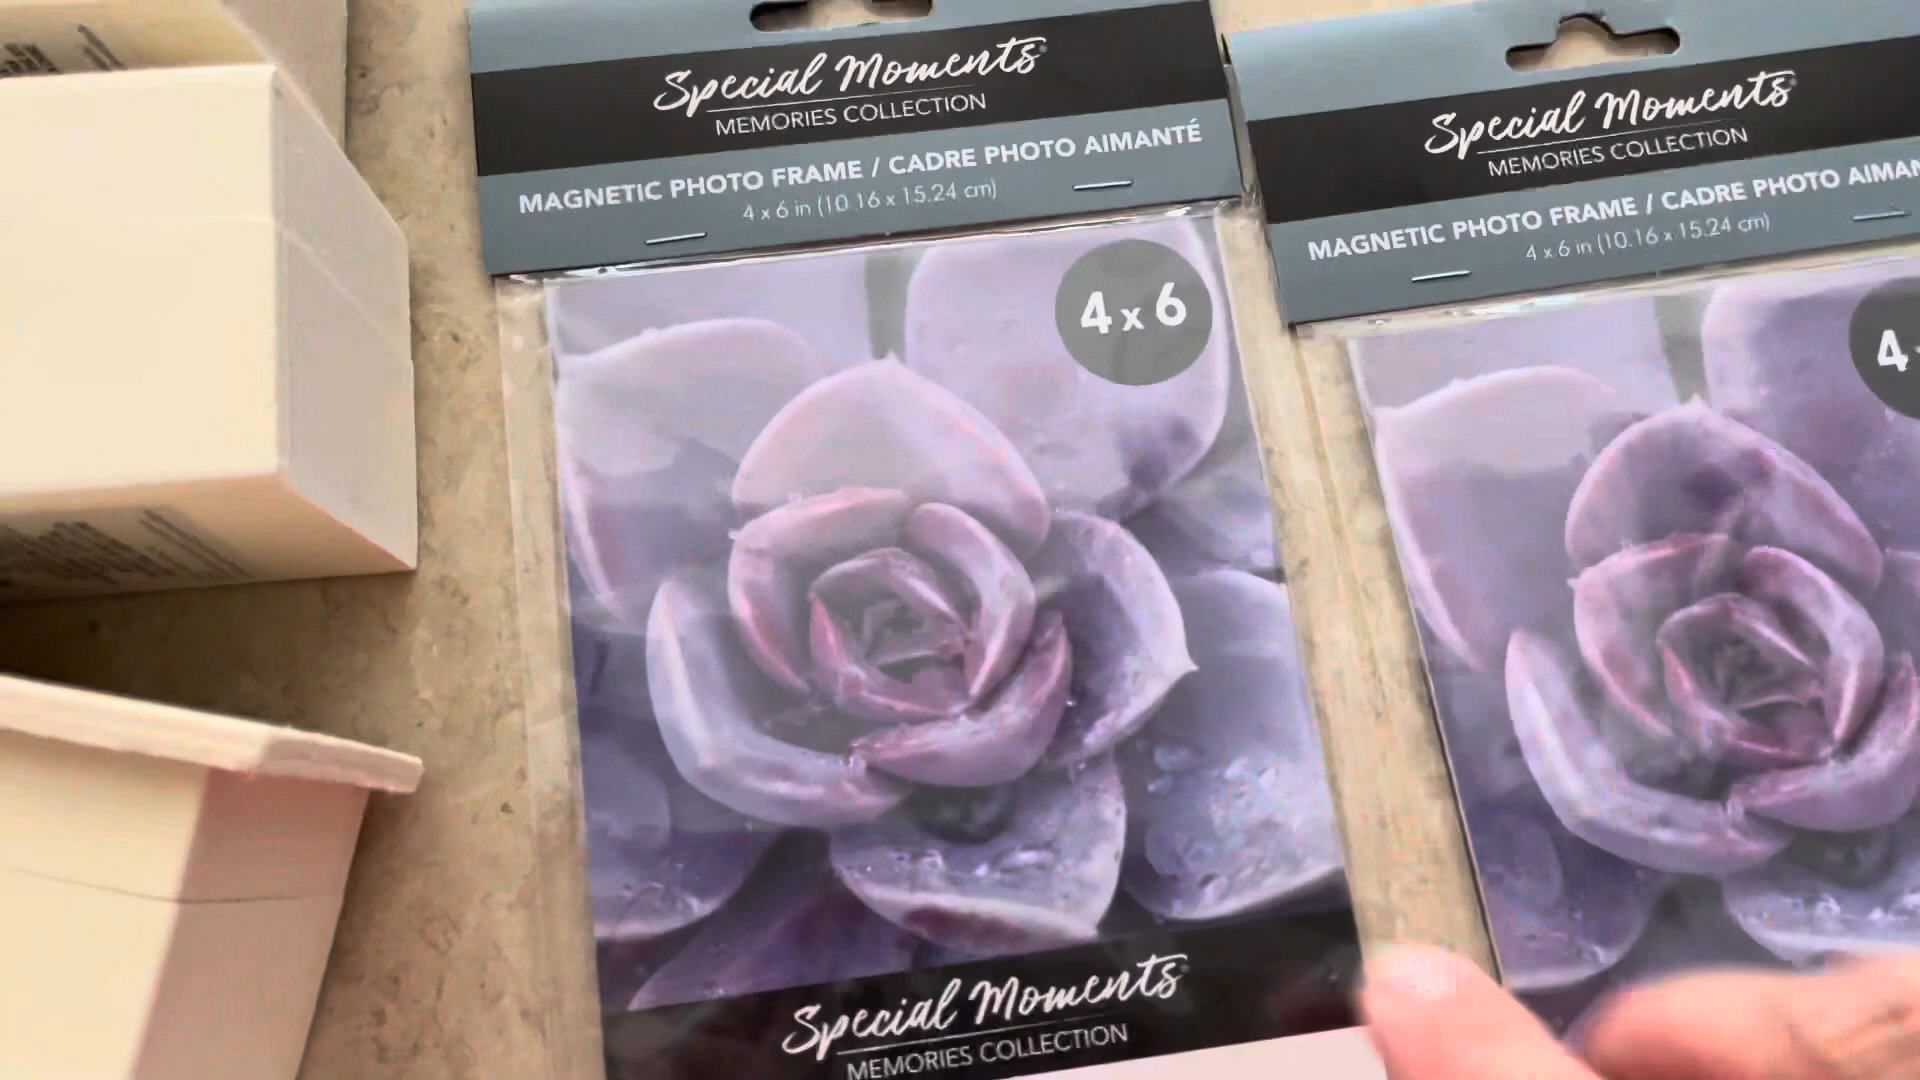 Special Moments®
MEMORIES COLLECTION
MAGNETIC PHOTO FRAME / CADRE PHOTO AIMANTÉ
4 x 6 in (10.16 x 15.24 cm)
4 x 6
Special Moments
MEMORIES COLLECTION
Special Moments®
MEMORIES COLLECTION
MAGNETIC PHOTO FRAME / CADRE PHOTO AIMAN
4 x 6 in (10.16 x 15.24 cm)
4